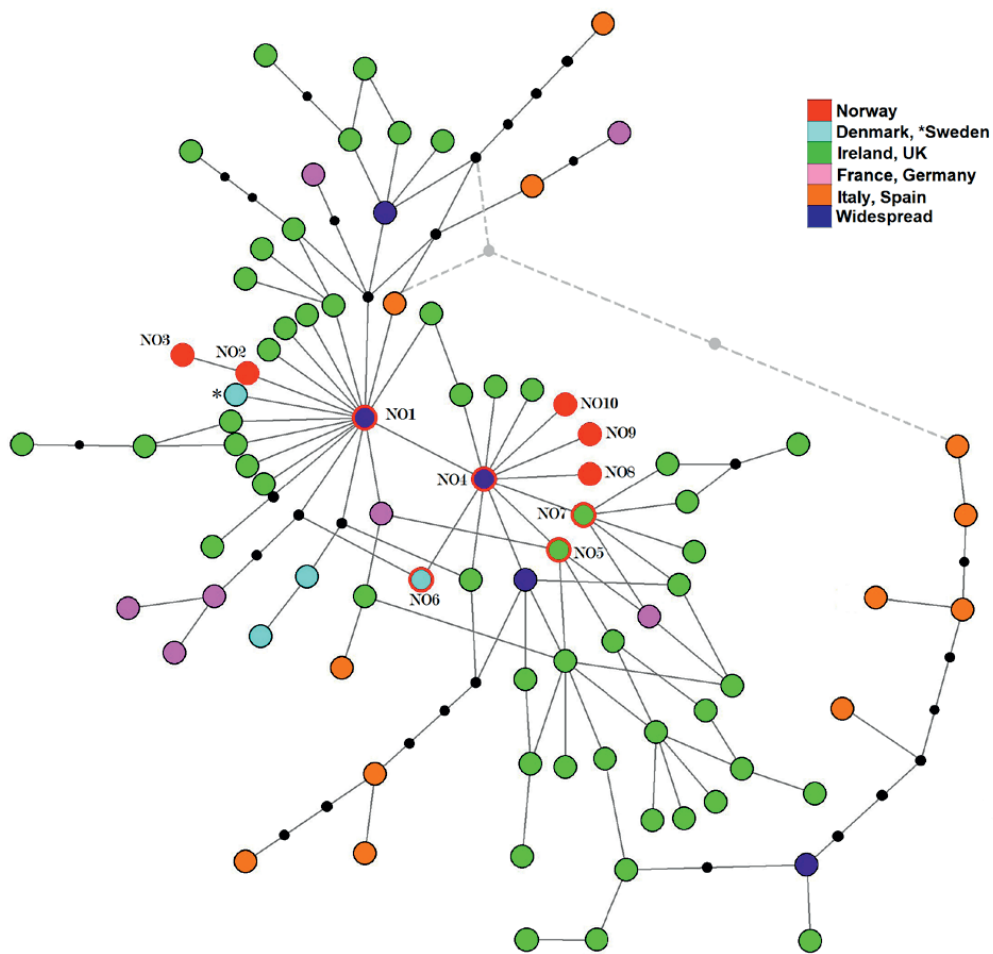 Norway
Denmark, *Sweden
Ireland, UK
France, Germany
Italy, Spain
Widespread
NO3
NO2
*
NO1
NO10
NO9
NO4
NO8
NO7
NO5
NO6